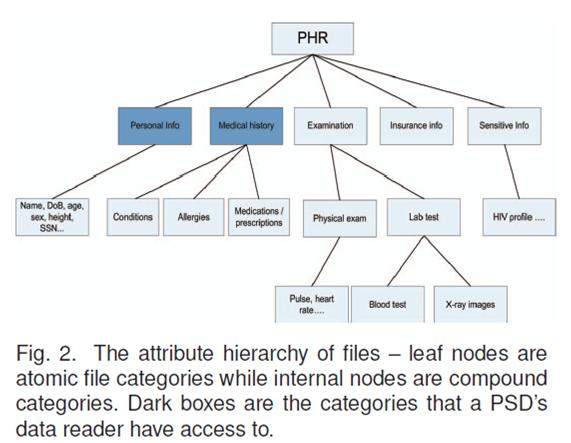 PHR
Personal Info
Medical history
Examination
Insurance info
Sensitive Info
Name, DoB, age,
sex, height,
SSN...
Conditions
Allergies
Medications /
prescriptions
Physical exam
Lab test
HIV profile ....
Pulse, heart
rate....
Blood test
X-ray images
Fig. 2. The attribute hierarchy of files – leaf nodes are
atomic file categories while internal nodes are compound
categories. Dark boxes are the categories that a PSD's
data reader have access to.